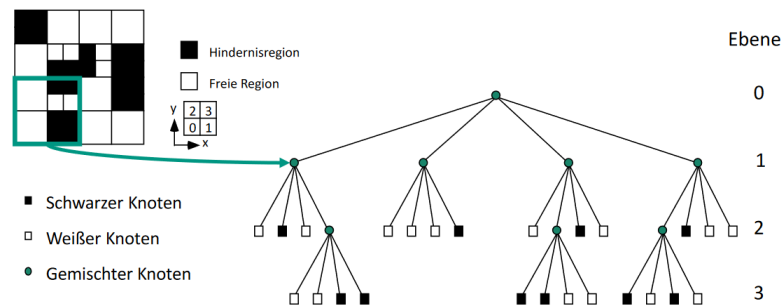 Ebene
Hindernisregion
Freie Region
y
2 3
0 1
x
0
1
Schwarzer Knoten
2
Weißer Knoten
Gemischter Knoten
3